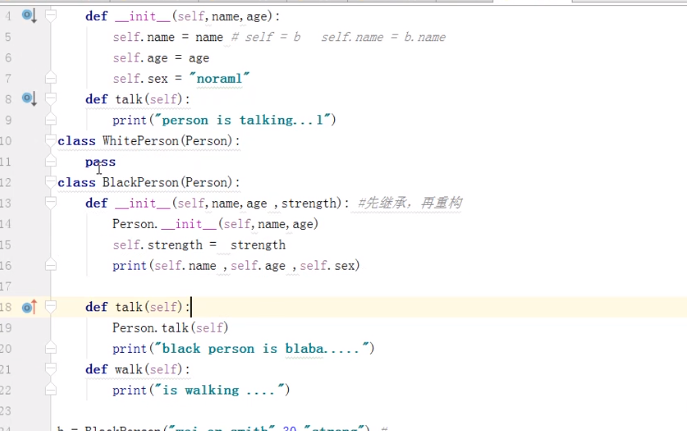 4 def __init__(self,name,age):
5 self.name = name # self = b self.name = b.name
6 self.age = age
7 self.sex = "noraml"
8 def talk(self):
9 print("person is talking...l")
10 class WhitePerson(Person):
11 pass
12 class BlackPerson(Person):
13 def __init__(self,name,age ,strength): #先继承，再重构
14 Person.__init__(self,name,age)
15 self.strength = strength
16 print(self.name ,self.age ,self.sex)
17
18 def talk(self):
19 Person.talk(self)
20 print("black person is blaba.....")
21 def walk(self):
22 print("is walking ....")
23